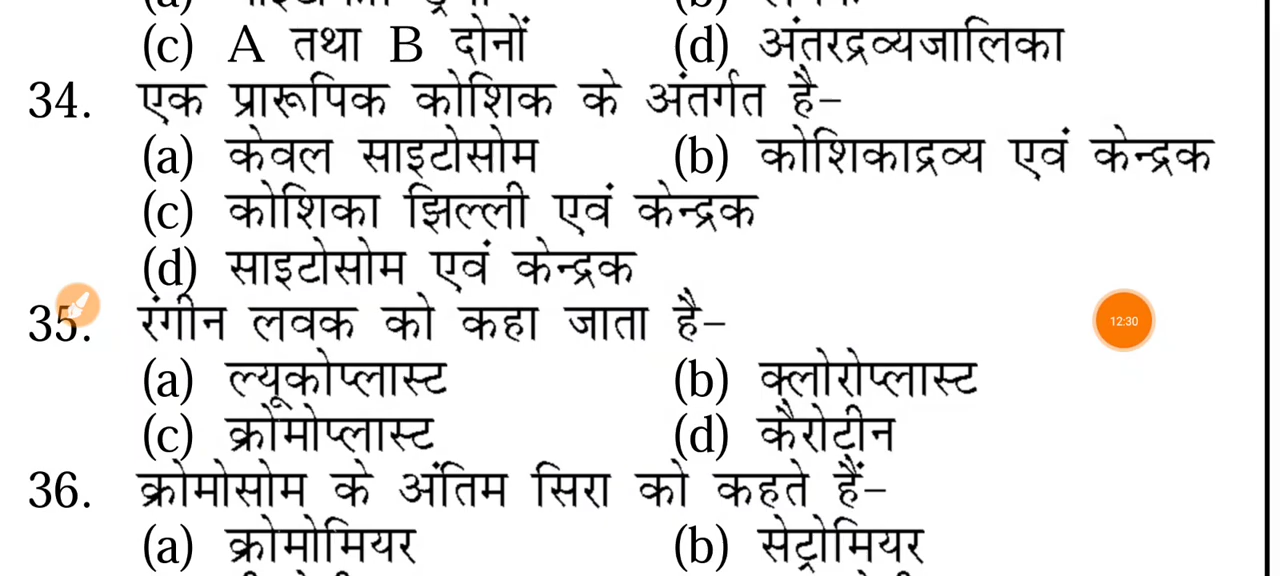 (c) A तथा B दोनों (d) अंतरद्रव्यजालिका
34. एक प्रारूपिक कोशिक के अंतर्गत है–
(a) केवल साइटोसोम (b) कोशिकाद्रव्य एवं केन्द्रक
(c) कोशिका झिल्ली एवं केन्द्रक
(d) साइटोसोम एवं केन्द्रक
35. रंगीन लवक को कहा जाता है–
12:30
(a) ल्यूकोप्लास्ट (b) क्लोरोप्लास्ट
(c) क्रोमोप्लास्ट (d) कैरोटीन
36. क्रोमोसोम के अंतिम सिरा को कहते हैं–
(a) क्रोमोमियर (b) सेट्रोमियर